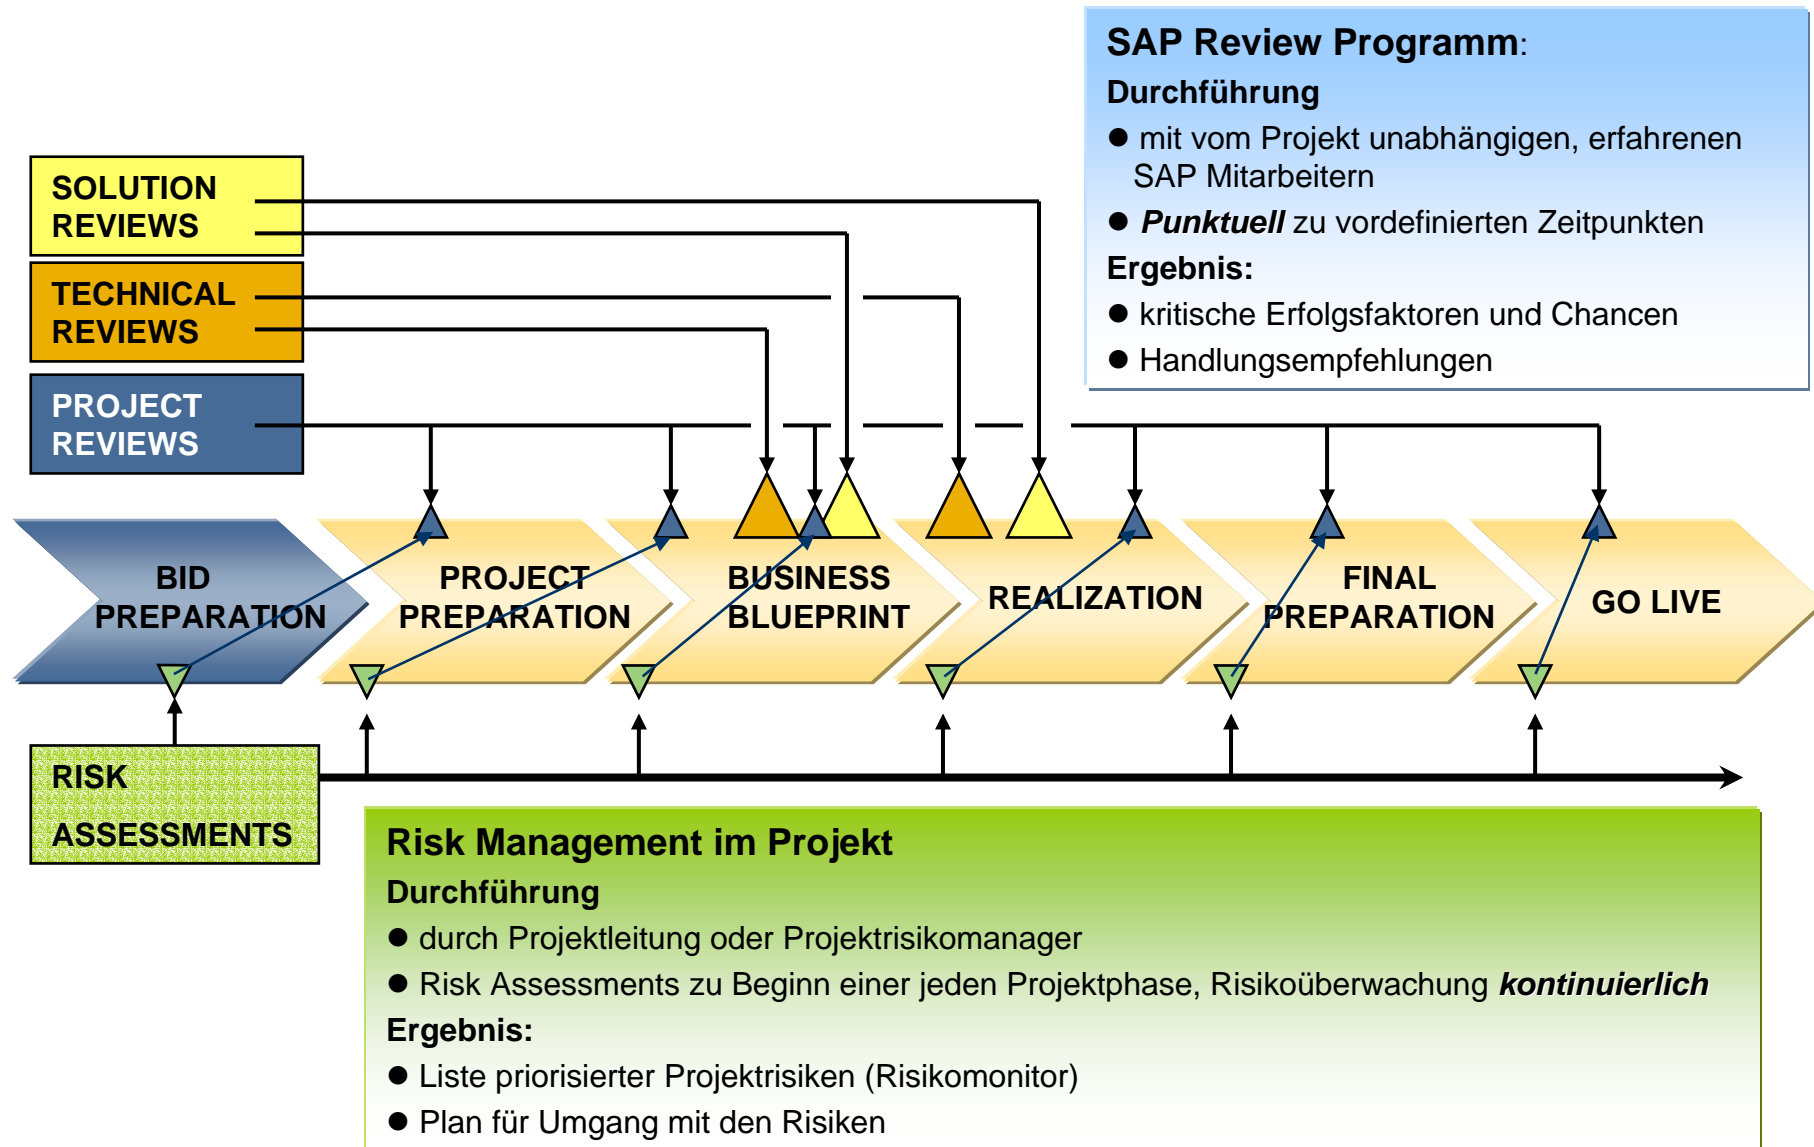 SAP Review Programm:
Durchführung
● mit vom Projekt unabhängigen, erfahrenen
SAP Mitarbeitern
● Punktuell zu vordefinierten Zeitpunkten
Ergebnis:
● kritische Erfolgsfaktoren und Chancen
● Handlungsempfehlungen
SOLUTION
REVIEWS
TECHNICAL
REVIEWS
PROJECT
REVIEWS
BID
PREPARATION
PROJECT
PREPARATION
BUSINESS
BLUEPRINT
REALIZATION
FINAL
PREPARATION
GO LIVE
RISK
ASSESSMENTS
Risk Management im Projekt
Durchführung
● durch Projektleitung oder Projektrisikomanager
● Risk Assessments zu Beginn einer jeden Projektphase, Risikoüberwachung kontinuierlich
Ergebnis:
● Liste priorisierter Projektrisiken (Risikomonitor)
● Plan für Umgang mit den Risiken